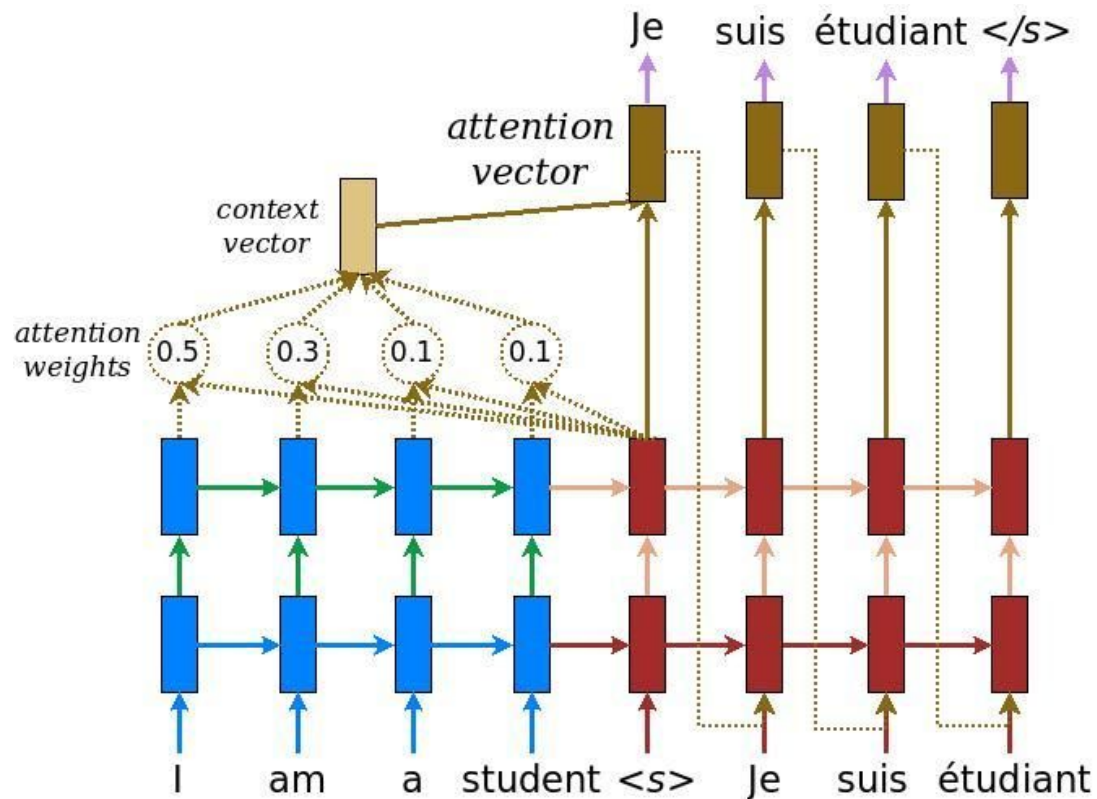 Je suis étudiant </s>
attention
vector
context
vector
attention
weights
0.5 0.3 0.1 0.1
I am a student <s> Je suis étudiant